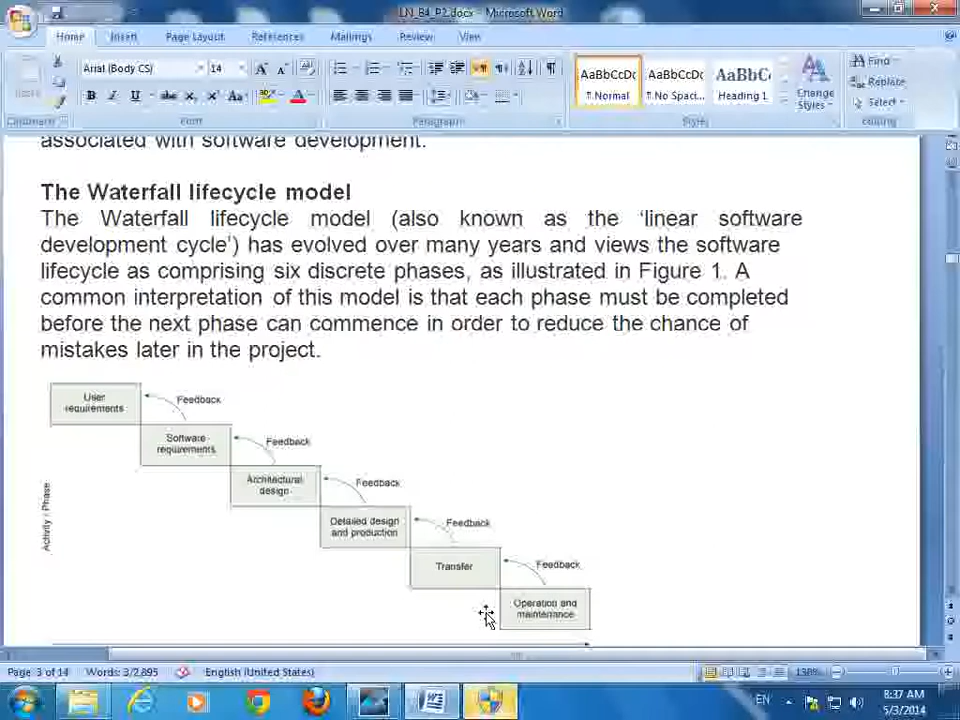 LN_B4_P2.docx - Microsoft Word
Home Insert Page Layout References Mailings Review View
Arial (Body CS) 14
AaBbCcDc AaBbCcDc AaBbC
¶ Normal ¶ No Spaci... Heading 1
Change Styles
Find
Replace
Select
Clipboard Font Paragraph Styles Editing
associated with software development.
The Waterfall lifecycle model
The Waterfall lifecycle model (also known as the ‘linear software
development cycle’) has evolved over many years and views the software
lifecycle as comprising six discrete phases, as illustrated in Figure 1. A
common interpretation of this model is that each phase must be completed
before the next phase can commence in order to reduce the chance of
mistakes later in the project.
User
requirements
Feedback
Software
requirements
Feedback
Architectural
design
Feedback
Detailed design
and production
Feedback
Transfer
Feedback
Operation and
maintenance
Activity / Phase
Page: 3 of 14 Words: 3/2,895 English (United States) 138%
EN 8:37 AM
5/3/2014